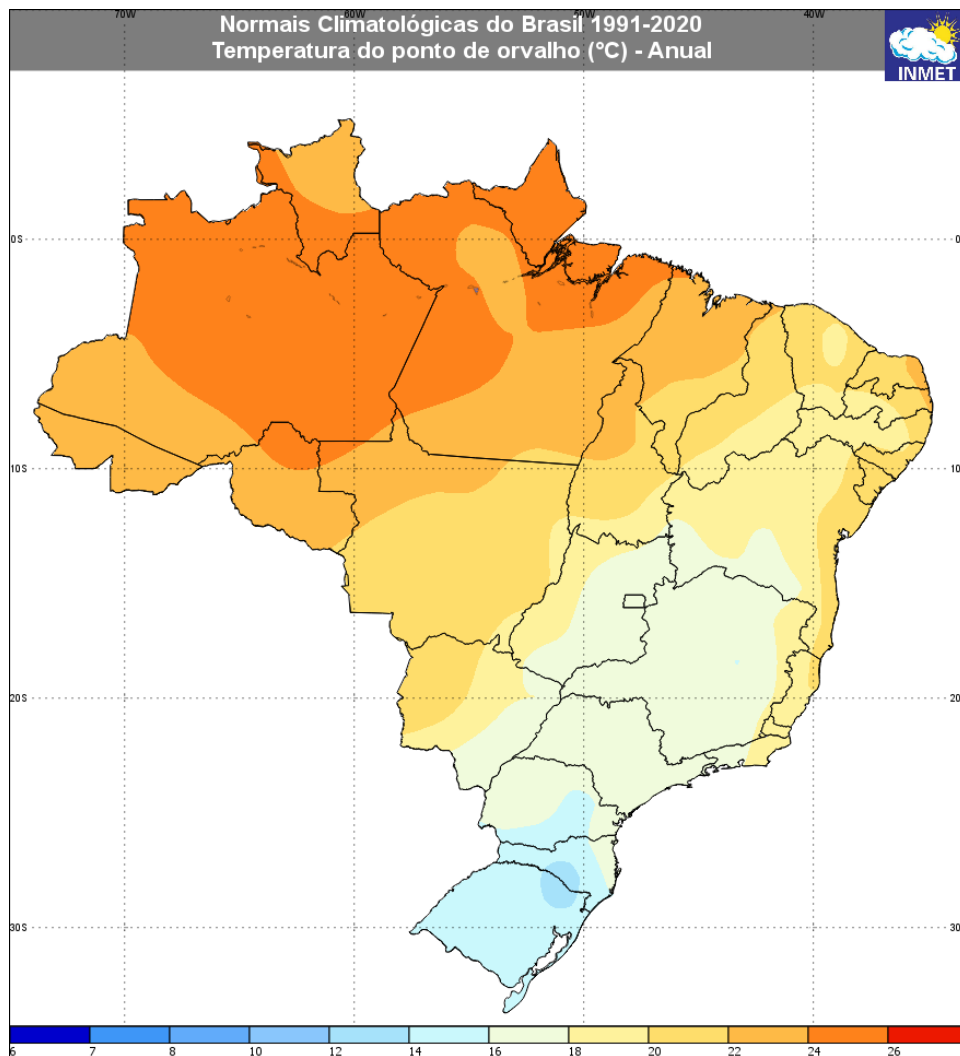 70W 60W 50W 40W
Normais Climatológicas do Brasil 1991-2020
Temperatura do ponto de orvalho (°C) - Anual
INMET
0S 0
10S 10
20S 20
30S 30
6 7 8 10 12 14 16 18 20 22 24 26